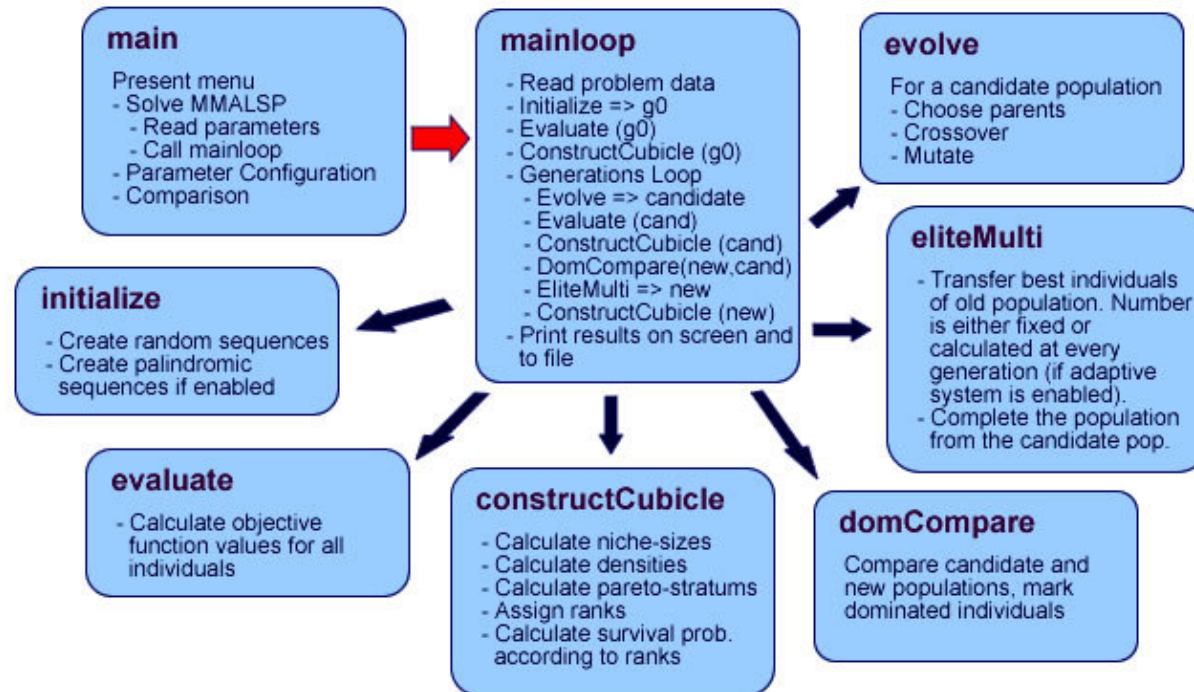 main
Present menu
- Solve MMALSP
- Read parameters
- Call mainloop
- Parameter Configuration
- Comparison
mainloop
- Read problem data
- Initialize => g0
- Evaluate (g0)
- ConstructCubicle (g0)
- Generations Loop
- Evolve => candidate
- Evaluate (cand)
- ConstructCubicle (cand)
- DomCompare(new,cand)
- EliteMulti => new
- ConstructCubicle (new)
- Print results on screen and
to file
evolve
For a candidate population
- Choose parents
- Crossover
- Mutate
eliteMulti
- Transfer best individuals
of old population. Number
is either fixed or
calculated at every
generation (if adaptive
system is enabled).
- Complete the population
from the candidate pop.
initialize
- Create random sequences
- Create palindromic
sequences if enabled
evaluate
- Calculate objective
function values for all
individuals
constructCubicle
- Calculate niche-sizes
- Calculate densities
- Calculate pareto-stratums
- Assign ranks
- Calculate survival prob.
according to ranks
domCompare
Compare candidate and
new populations, mark
dominated individuals